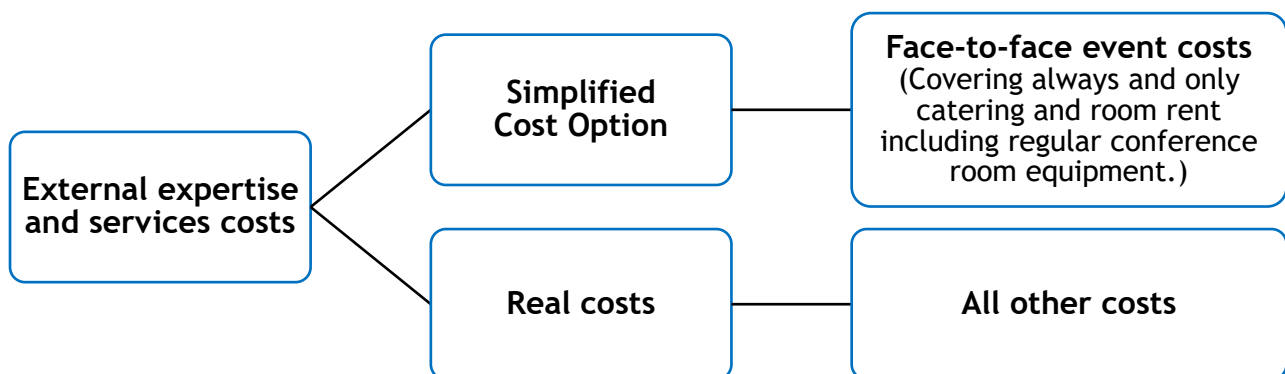 External expertise
and services costs
Simplified
Cost Option
Face-to-face event costs
(Covering always and only
catering and room rent
including regular conference
room equipment.)
Real costs
All other costs